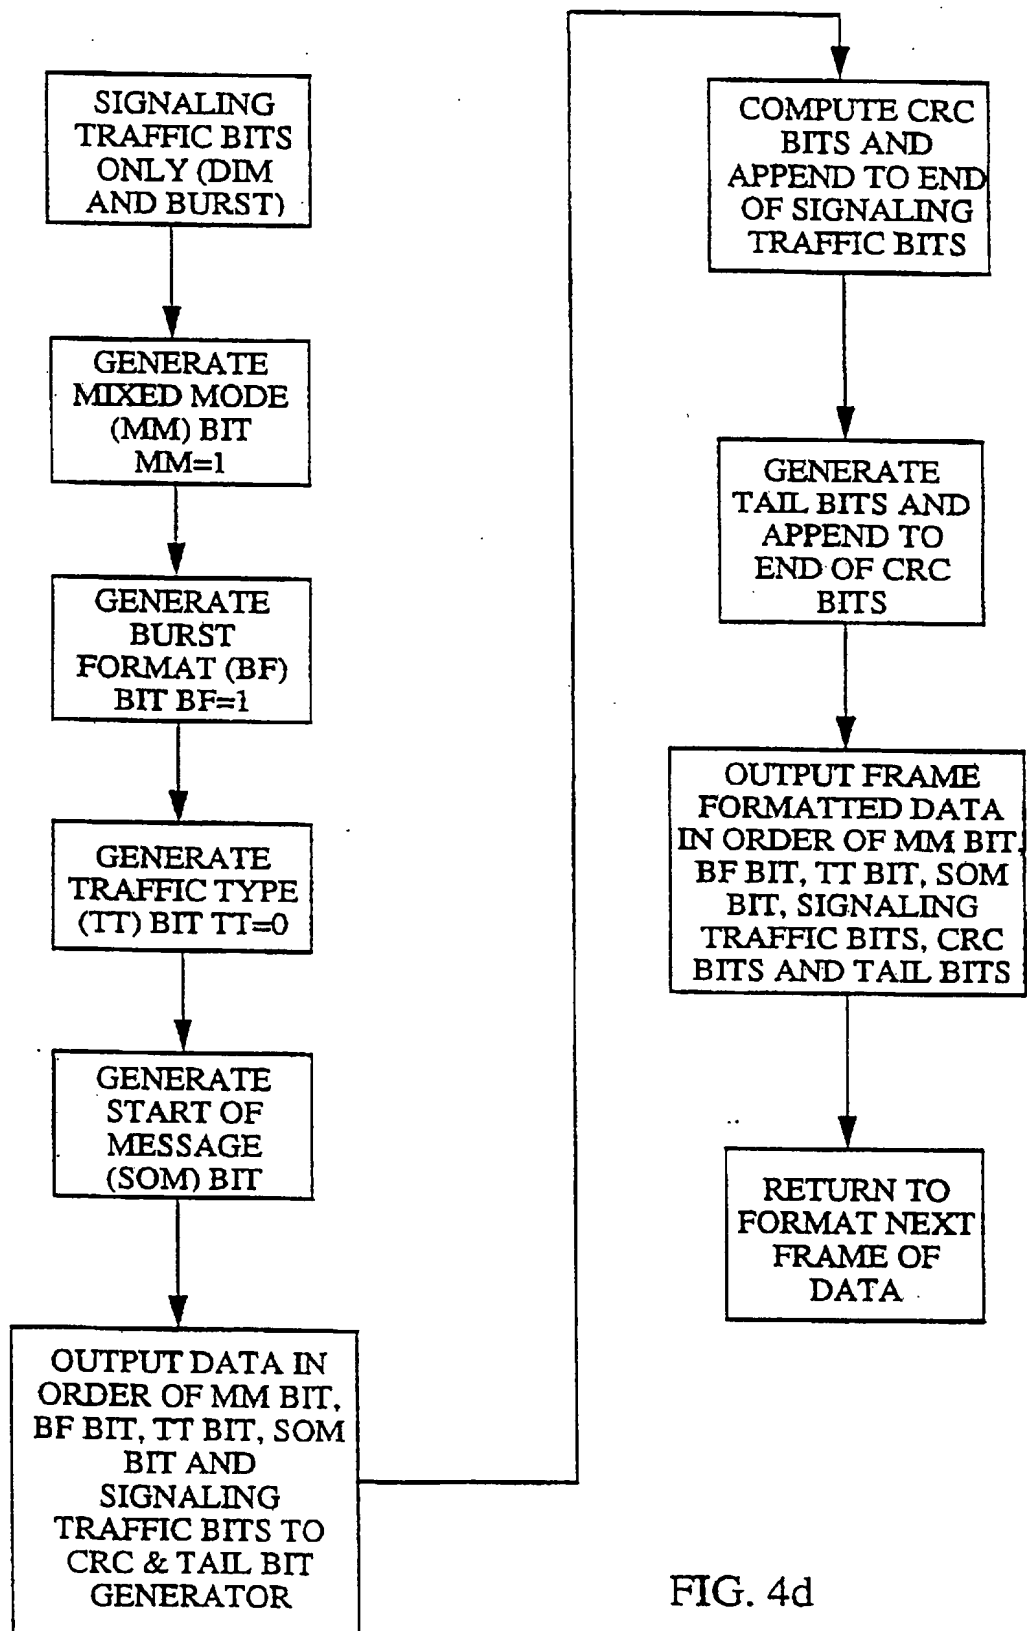 SIGNALING
TRAFFIC BITS
ONLY (DIM
AND BURST)
GENERATE
MIXED MODE
(MM) BIT
MM=1
GENERATE
BURST
FORMAT (BF)
BIT BF=1
GENERATE
TRAFFIC TYPE
(TT) BIT TT=0
GENERATE
START OF
MESSAGE
(SOM) BIT
OUTPUT DATA IN
ORDER OF MM BIT,
BF BIT, TT BIT, SOM
BIT AND
SIGNALING
TRAFFIC BITS TO
CRC & TAIL BIT
GENERATOR
COMPUTE CRC
BITS AND
APPEND TO END
OF SIGNALING
TRAFFIC BITS
GENERATE
TAIL BITS AND
APPEND TO
END OF CRC
BITS
OUTPUT FRAME
FORMATTED DATA
IN ORDER OF MM BIT,
BF BIT, TT BIT, SOM
BIT, SIGNALING
TRAFFIC BITS, CRC
BITS AND TAIL BITS
RETURN TO
FORMAT NEXT
FRAME OF
DATA
FIG. 4d